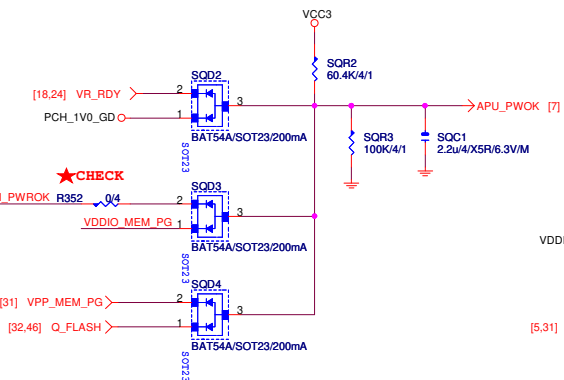 VCC3
SQR2
60.4K/4/1
SQD2
[18,24] VR_RDY
2
3
APU_PWOK [7]
PCH_1V0_GD
1
BAT54A/SOT23/200mA
SOT23
SQR3
100K/4/1
SQC1
2.2u/4/X5R/6.3V/M
CHECK
SQD3
_PWROK R352 0/4
2
3
VDDIO_MEM_PG
1
BAT54A/SOT23/200mA
SOT23
VDDI
SQD4
[31] VPP_MEM_PG
2
3
[32,46] Q_FLASH
1
[5,31]
BAT54A/SOT23/200mA
SOT23